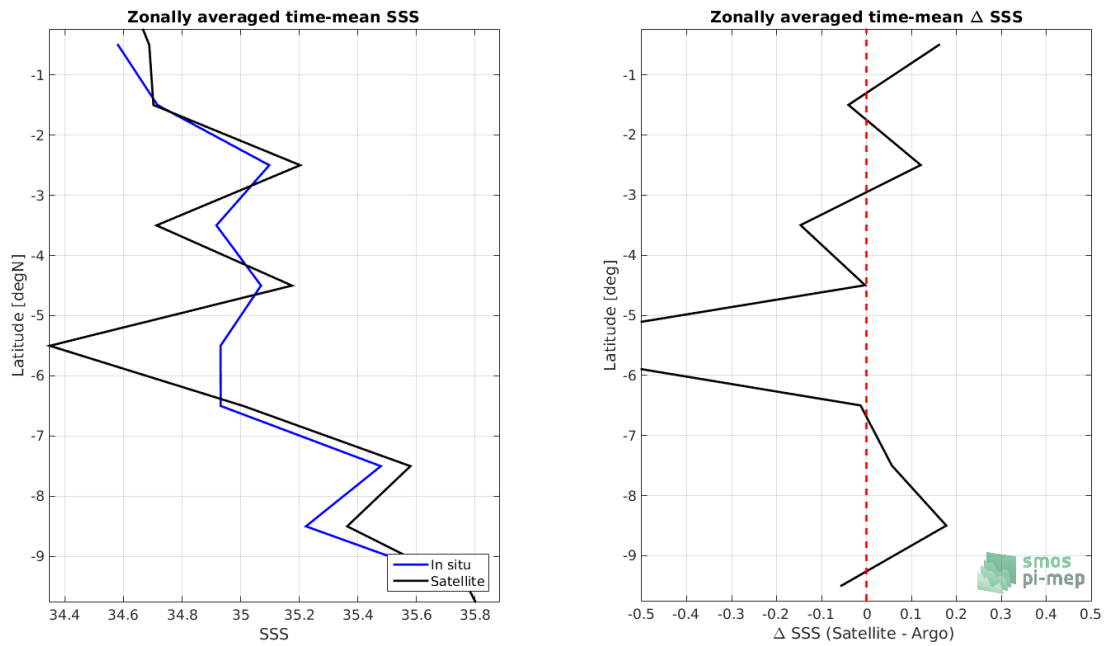 Zonally averaged time-mean SSS
-1
-2
-3
-4
-5
-6
-7
-8
-9
Latitude [degN]
34.4 34.6 34.8 35 35.2 35.4 35.6 35.8
SSS
In situ
Satellite
Zonally averaged time-mean Δ SSS
-1
-2
-3
-4
-5
-6
-7
-8
-9
Latitude [deg]
-0.5 -0.4 -0.3 -0.2 -0.1 0 0.1 0.2 0.3 0.4 0.5
Δ SSS (Satellite - Argo)
smos
pi-mep